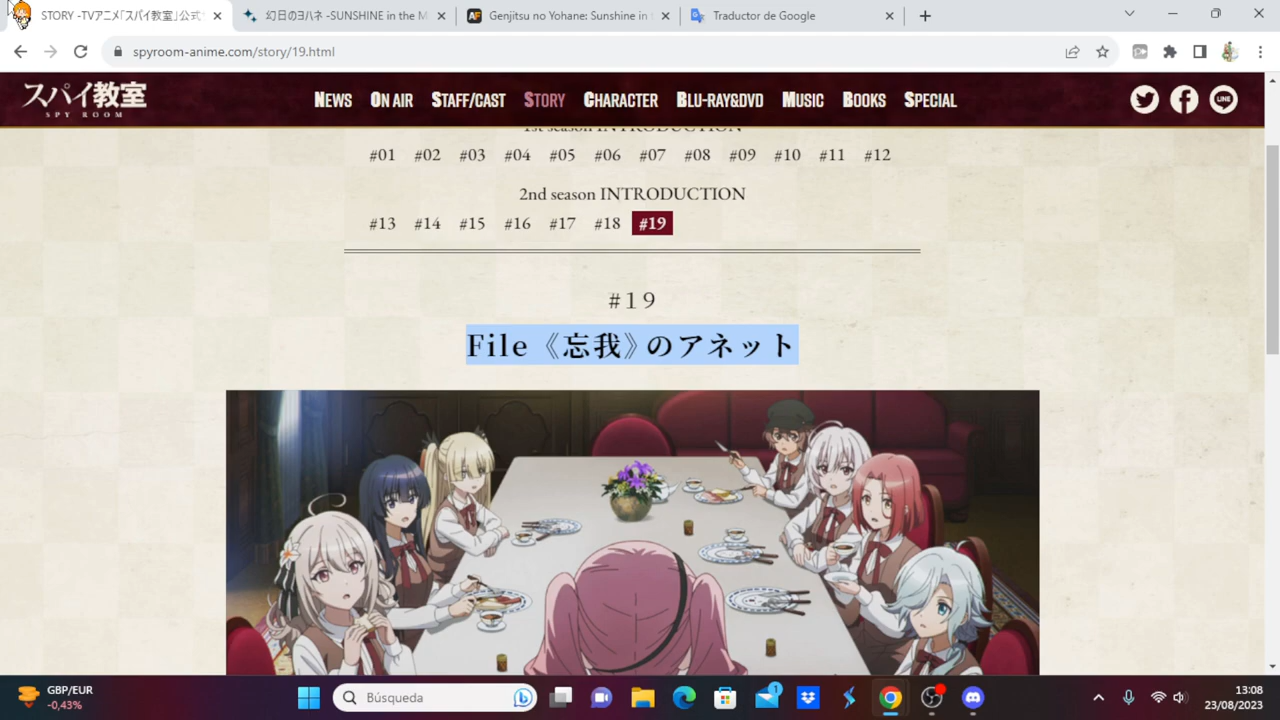 STORY -TVアニメ「スパイ教室」公式
幻日のヨハネ -SUNSHINE in the M
Genjitsu no Yohane: Sunshine in
Traductor de Google
spyroom-anime.com/story/19.html
スパイ教室
SPY ROOM
NEWS ON AIR STAFF/CAST STORY CHARACTER BLU-RAY&DVD MUSIC BOOKS SPECIAL
LINE
1st season INTRODUCTION
#01 #02 #03 #04 #05 #06 #07 #08 #09 #10 #11 #12
2nd season INTRODUCTION
#13 #14 #15 #16 #17 #18 #19
#19
File《忘我》のアネット
GBP/EUR
-0,43%
Búsqueda
1
13:08
23/08/2023